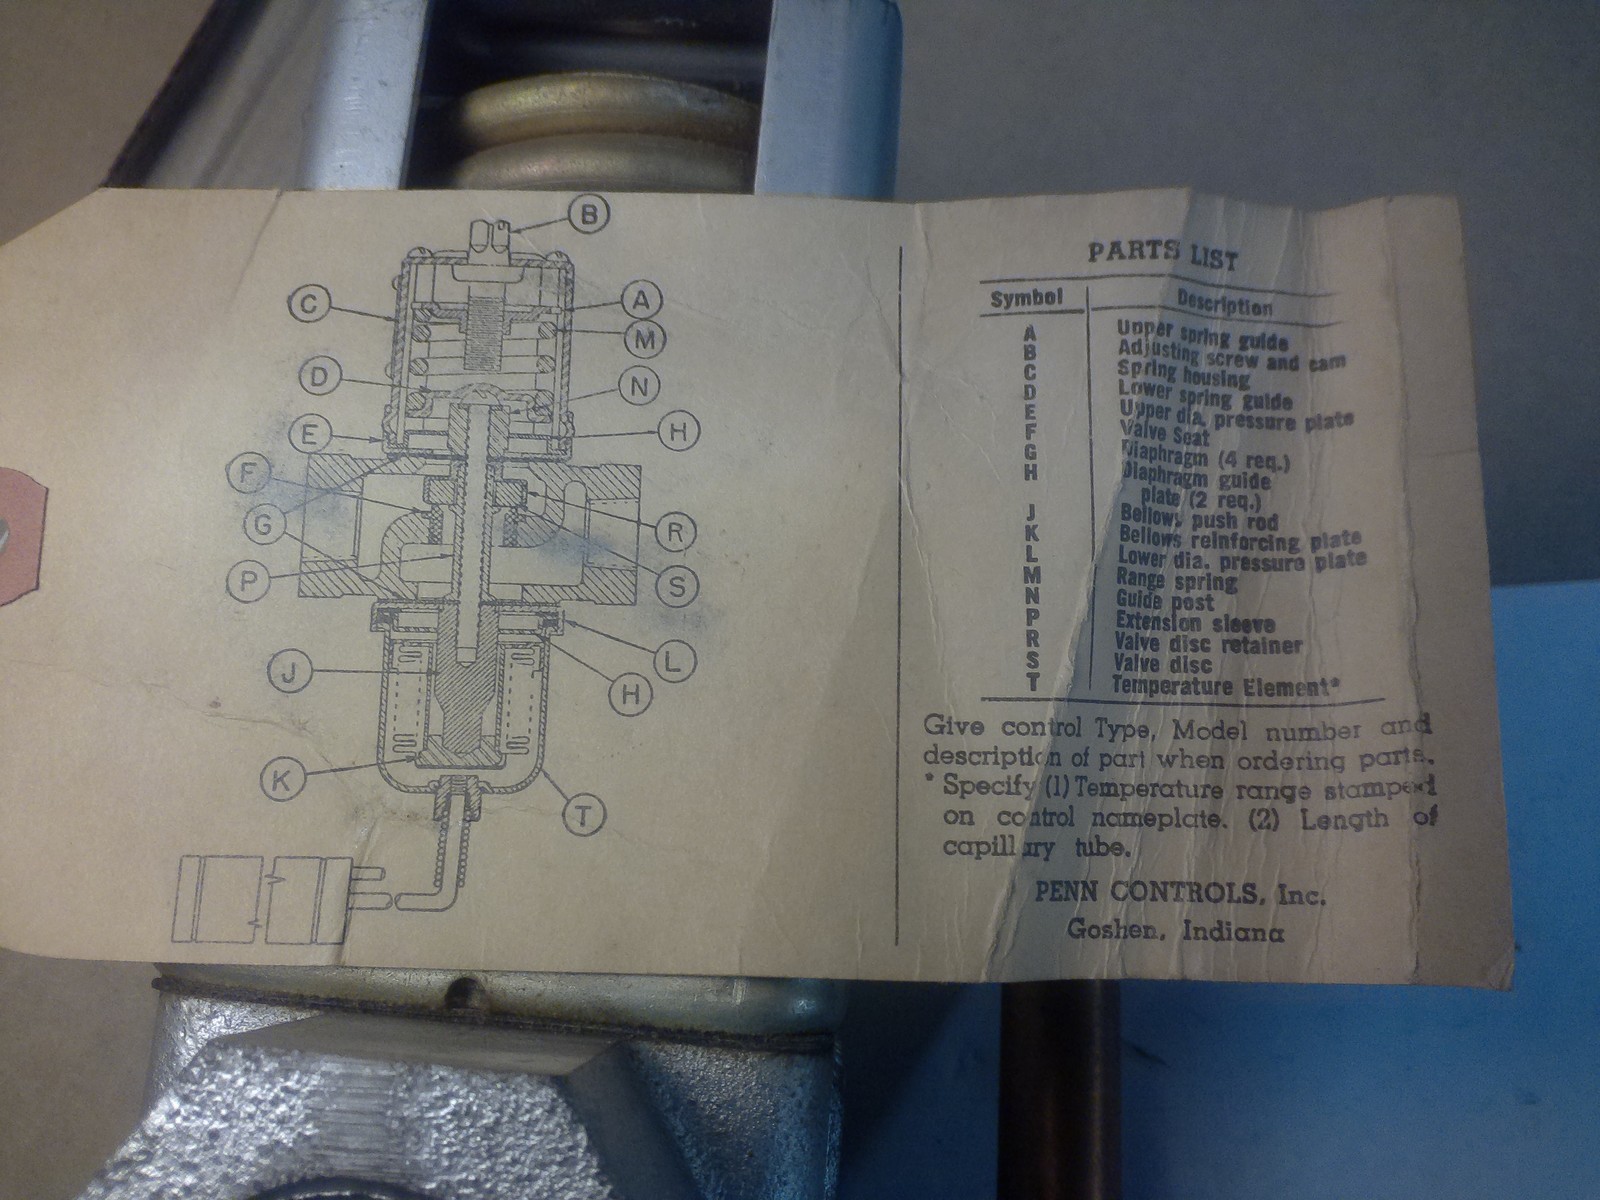 B
C
A
M
D
N
E
H
F
G
R
P
S
L
J
H
K
T
PARTS LIST
Symbol Description
A Upper spring guide
B Adjusting screw and cam
C Spring housing
D Lower spring guide
E Upper dia. pressure plate
F Valve Seat
G Diaphragm (4 req.)
H Diaphragm guide
plate (2 req.)
J Bellows push rod
K Bellows reinforcing plate
L Lower dia. pressure plate
M Range spring
N Guide post
P Extension sleeve
R Valve disc retainer
S Valve disc
T Temperature Element*
Give control Type, Model number and
description of part when ordering parts.
* Specify (1) Temperature range stamped
on control nameplate. (2) Length of
capillary tube.
PENN CONTROLS, Inc.
Goshen, Indiana